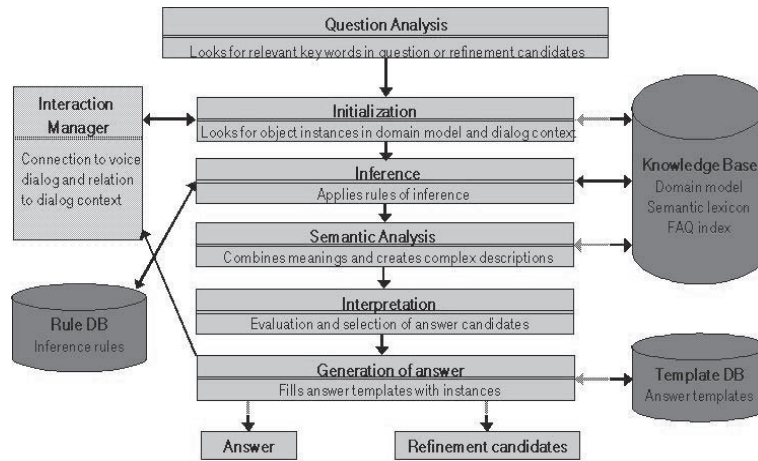 Question Analysis
Looks for relevant key words in question or refinement candidates
Interaction
Manager
Connection to voice
dialog and relation
to dialog context
Initialization
Looks for object instances in domain model and dialog context
Inference
Applies rules of inference
Semantic Analysis
Combines meanings and creates complex descriptions
Interpretation
Evaluation and selection of answer candidates
Generation of answer
Fills answer templates with instances
Knowledge Base
Domain model
Semantic lexicon
FAQ index
Rule DB
Inference rules
Template DB
Answer templates
Answer
Refinement candidates